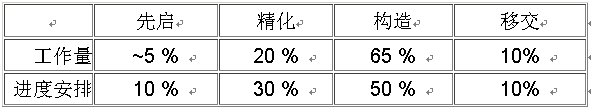 先启 精化 构造 移交
工作量 ~5 % 20 % 65 % 10%
进度安排 10 % 30 % 50 % 10%